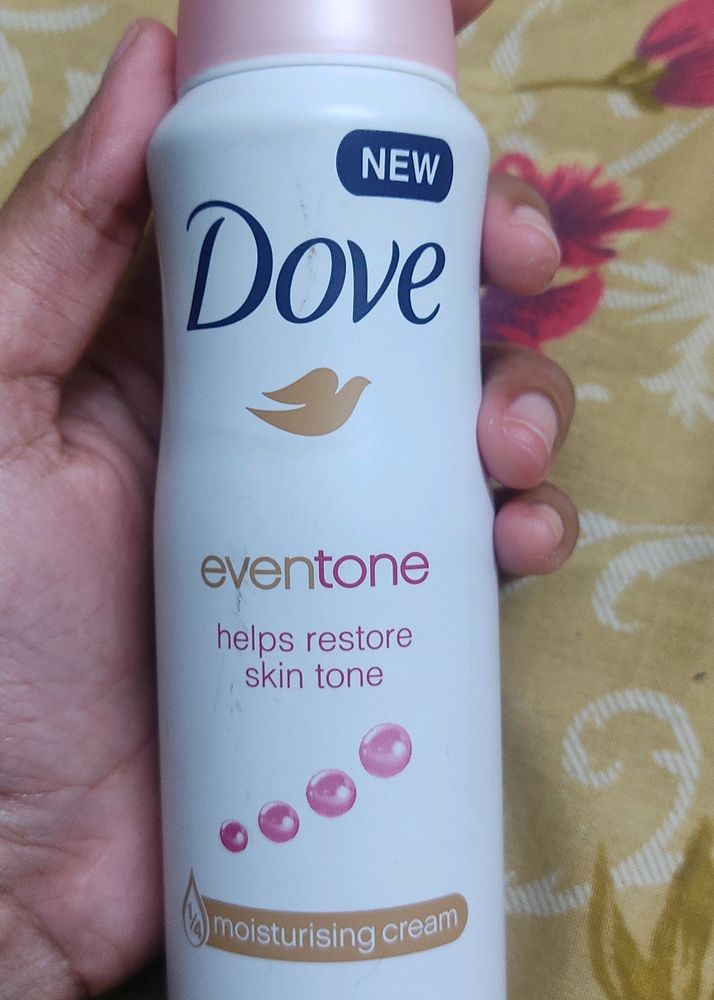 NEW
Dove
eventone
helps restore
skin tone
1/4 moisturising cream